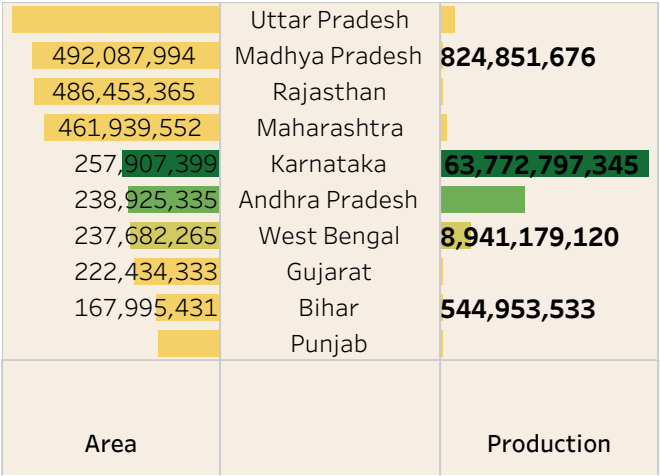 Uttar Pradesh
492,087,994 Madhya Pradesh 824,851,676
486,453,365 Rajasthan
461,939,552 Maharashtra
257,907,399 Karnataka 63,772,797,345
238,925,335 Andhra Pradesh
237,682,265 West Bengal 8,941,179,120
222,434,333 Gujarat
167,995,431 Bihar 544,953,533
Punjab
Area Production